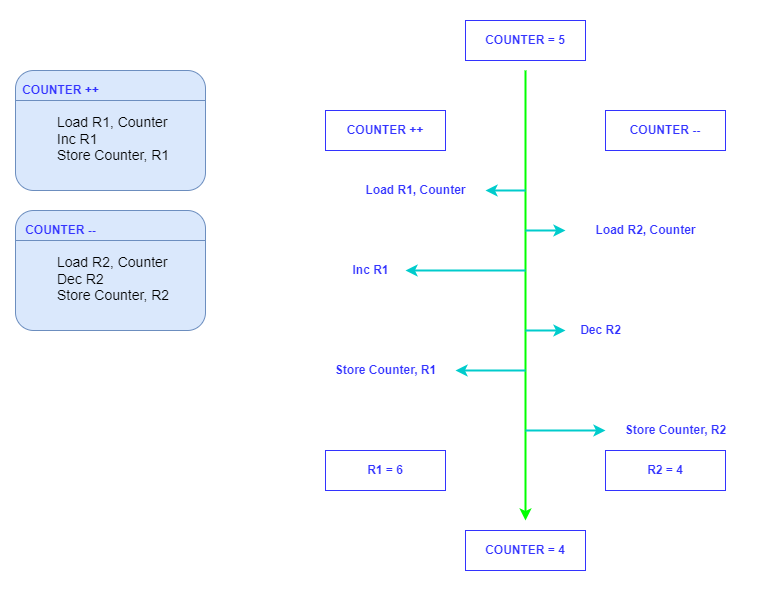 COUNTER = 5
COUNTER ++
Load R1, Counter
Inc R1
Store Counter, R1
COUNTER --
Load R2, Counter
Dec R2
Store Counter, R2
COUNTER ++
COUNTER --
Load R1, Counter
Load R2, Counter
Inc R1
Dec R2
Store Counter, R1
Store Counter, R2
R1 = 6
R2 = 4
COUNTER = 4